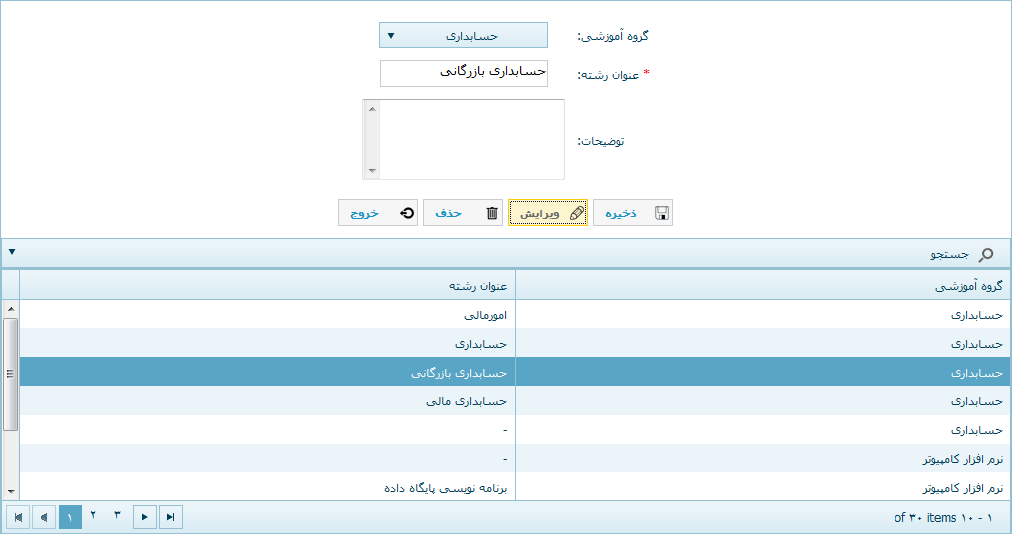 گروه آموزشی: حسابداری
* عنوان رشته: حسابداری بازرگانی
توضیحات:
ذخیره ویرایش حذف خروج
جستجو
گروه آموزشی عنوان رشته
حسابداری امورمالی
حسابداری حسابداری
حسابداری حسابداری بازرگانی
حسابداری حسابداری مالی
حسابداری -
نرم افزار کامپیوتر -
نرم افزار کامپیوتر برنامه نویسی پایگاه داده
۱ - ۱۰ of ۳۰ items ۱ ۲ ۳